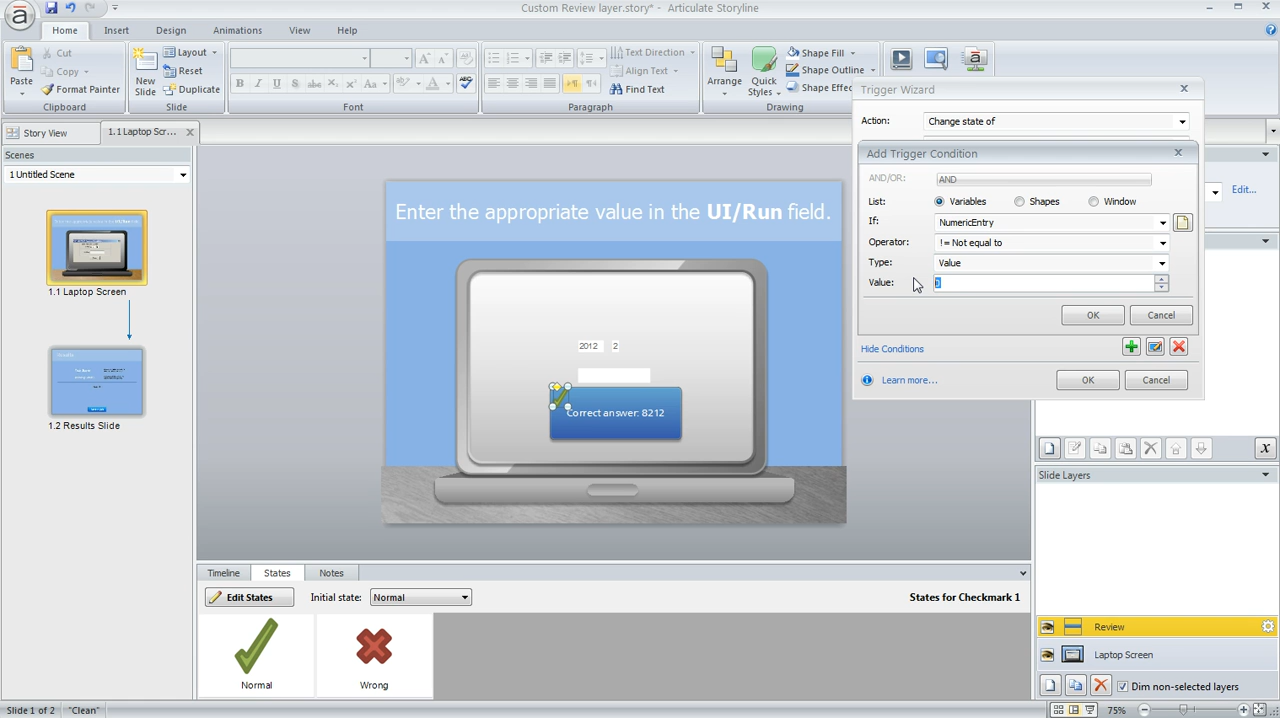 Custom Review layer.story* - Articulate Storyline
Home Insert Design Animations View Help
Cut
Copy
Format Painter
Paste
Clipboard
New Slide
Layout
Reset
Duplicate
Slide
B I U S abc
Aa
A
Font
Text Direction
Align Text
Find Text
Paragraph
Arrange
Quick Styles
Shape Fill
Shape Outline
Shape Effe
Drawing
Trigger Wizard
Action: Change state of
Story View
1.1 Laptop Scr...
Scenes
1 Untitled Scene
1.1 Laptop Screen
1.2 Results Slide
Enter the appropriate value in the UI/Run field.
2012 2
Correct answer: 8212
Add Trigger Condition
AND/OR: AND
List: Variables Shapes Window
If: NumericEntry
Operator: != Not equal to
Type: Value
Value: 0
OK Cancel
Hide Conditions
Learn more...
OK Cancel
Edit...
x
Slide Layers
Review
Laptop Screen
Dim non-selected layers
Timeline States Notes
Edit States
Initial state: Normal
States for Checkmark 1
Normal
Wrong
Slide 1 of 2 "Clean"
75%